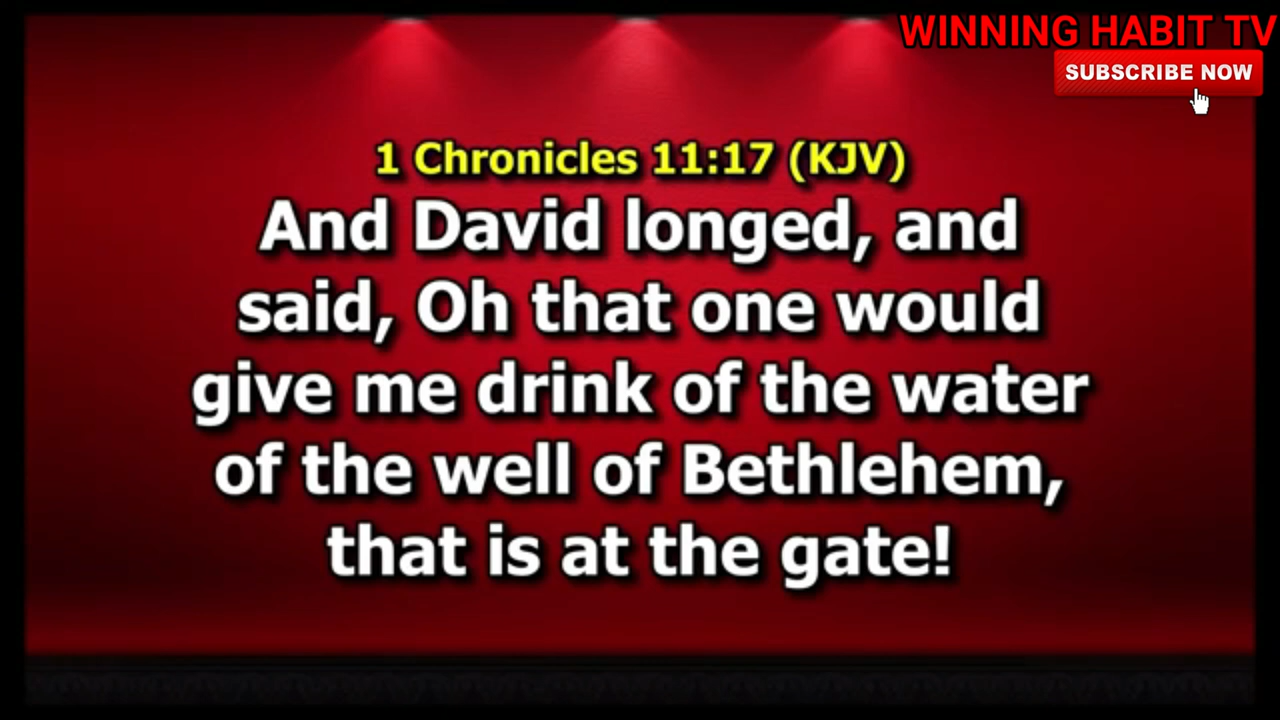 WINNING HABIT TV
SUBSCRIBE NOW
1 Chronicles 11:17 (KJV)
And David longed, and
said, Oh that one would
give me drink of the water
of the well of Bethlehem,
that is at the gate!